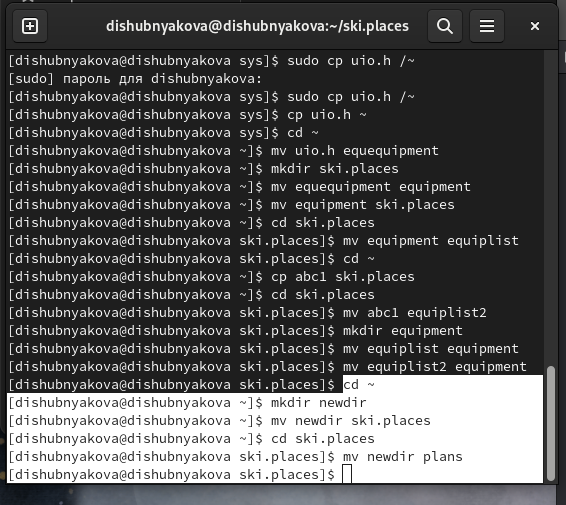 dishubnyakova@dishubnyakova:~/ski.places
[dishubnyakova@dishubnyakova sys]$ sudo cp uio.h /~
[sudo] пароль для dishubnyakova:
[dishubnyakova@dishubnyakova sys]$ sudo cp uio.h /~
[dishubnyakova@dishubnyakova sys]$ cp uio.h ~
[dishubnyakova@dishubnyakova sys]$ cd ~
[dishubnyakova@dishubnyakova ~]$ mv uio.h equequipment
[dishubnyakova@dishubnyakova ~]$ mkdir ski.places
[dishubnyakova@dishubnyakova ~]$ mv equequipment equipment
[dishubnyakova@dishubnyakova ~]$ mv equipment ski.places
[dishubnyakova@dishubnyakova ~]$ cd ski.places
[dishubnyakova@dishubnyakova ski.places]$ mv equipment equiplist
[dishubnyakova@dishubnyakova ski.places]$ cd ~
[dishubnyakova@dishubnyakova ~]$ cp abc1 ski.places
[dishubnyakova@dishubnyakova ~]$ cd ski.places
[dishubnyakova@dishubnyakova ski.places]$ mv abc1 equiplist2
[dishubnyakova@dishubnyakova ski.places]$ mkdir equipment
[dishubnyakova@dishubnyakova ski.places]$ mv equiplist equipment
[dishubnyakova@dishubnyakova ski.places]$ mv equiplist2 equipment
[dishubnyakova@dishubnyakova ski.places]$ cd ~
[dishubnyakova@dishubnyakova ~]$ mkdir newdir
[dishubnyakova@dishubnyakova ~]$ mv newdir ski.places
[dishubnyakova@dishubnyakova ~]$ cd ski.places
[dishubnyakova@dishubnyakova ski.places]$ mv newdir plans
[dishubnyakova@dishubnyakova ski.places]$